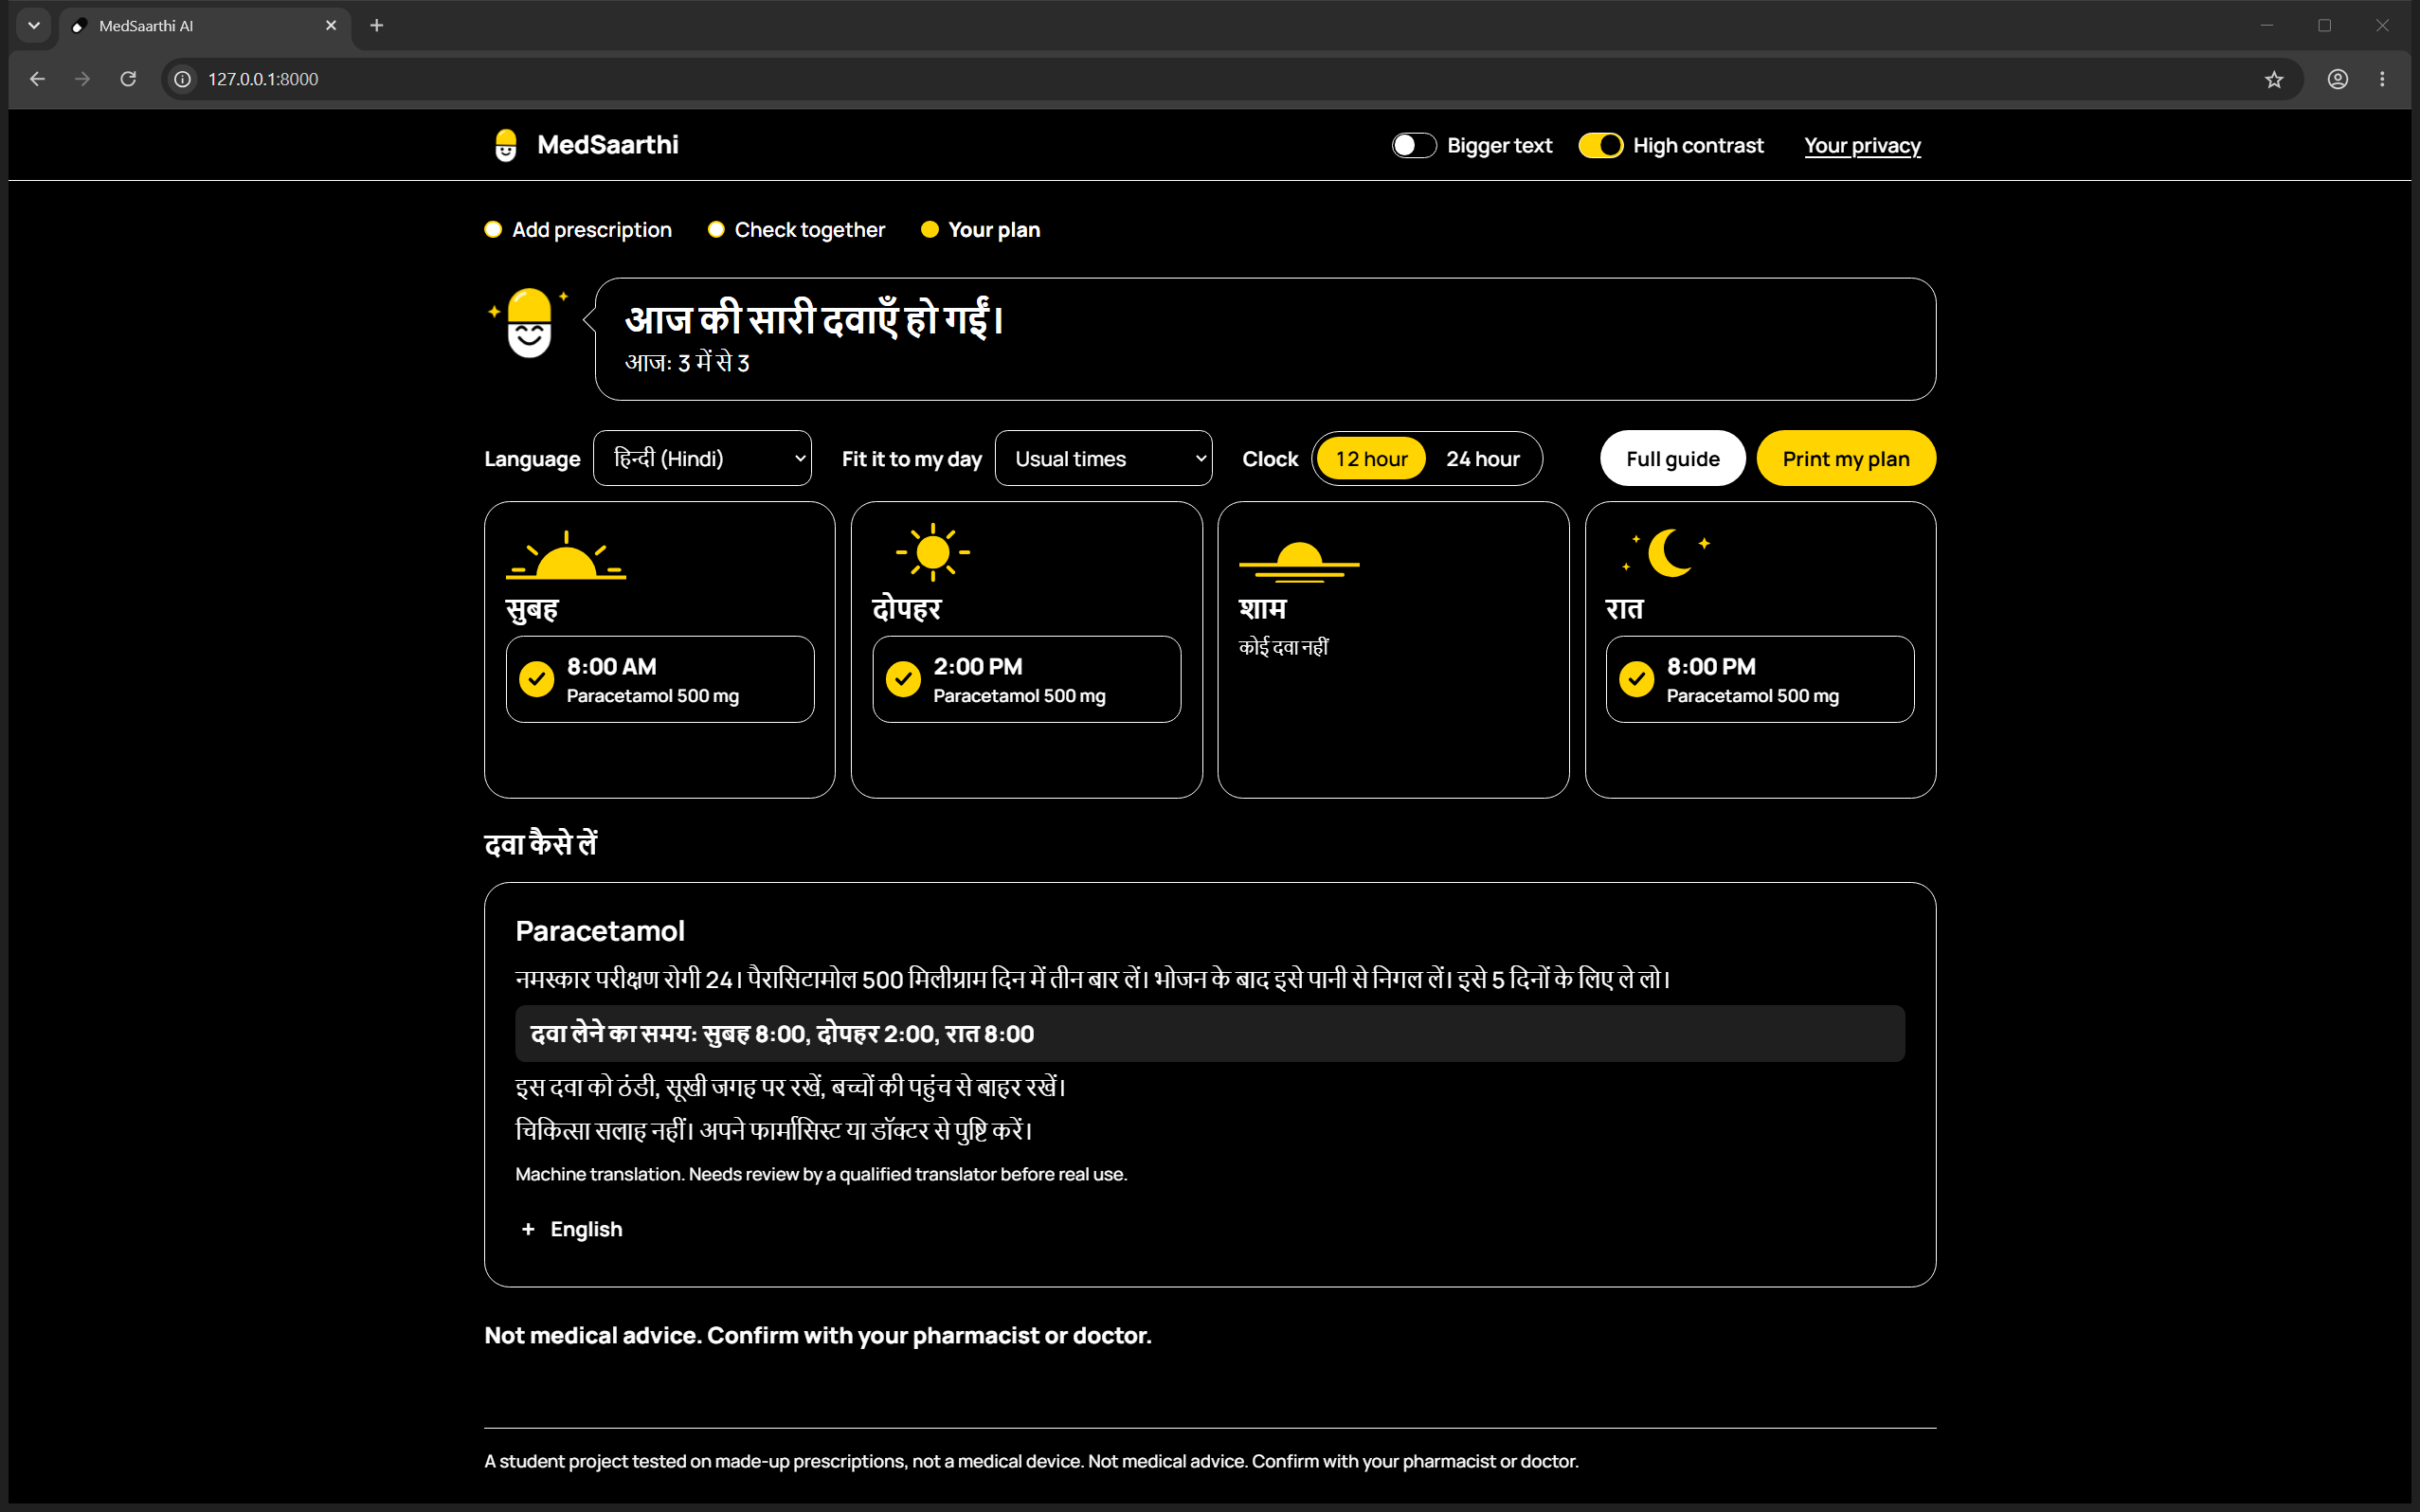 MedSaarthi AI
127.0.0.1:8000
MedSaarthi
Bigger text
High contrast
Your privacy
Add prescription
Check together
Your plan
आज की सारी दवाएँ हो गईं।
आज: 3 में से 3
Language
हिन्दी (Hindi)
Fit it to my day
Usual times
Clock
12 hour
24 hour
Full guide
Print my plan
सुबह
8:00 AM
Paracetamol 500 mg
दोपहर
2:00 PM
Paracetamol 500 mg
शाम
कोई दवा नहीं
रात
8:00 PM
Paracetamol 500 mg
दवा कैसे लें
Paracetamol
नमस्कार परीक्षण रोगी 24। पैरासिटामोल 500 मिलीग्राम दिन में तीन बार लें। भोजन के बाद इसे पानी से निगल लें। इसे 5 दिनों के लिए ले लो।
दवा लेने का समय: सुबह 8:00, दोपहर 2:00, रात 8:00
इस दवा को ठंडी, सूखी जगह पर रखें, बच्चों की पहुंच से बाहर रखें।
चिकित्सा सलाह नहीं। अपने फार्मासिस्ट या डॉक्टर से पुष्टि करें।
Machine translation. Needs review by a qualified translator before real use.
+ English
Not medical advice. Confirm with your pharmacist or doctor.
A student project tested on made-up prescriptions, not a medical device. Not medical advice. Confirm with your pharmacist or doctor.